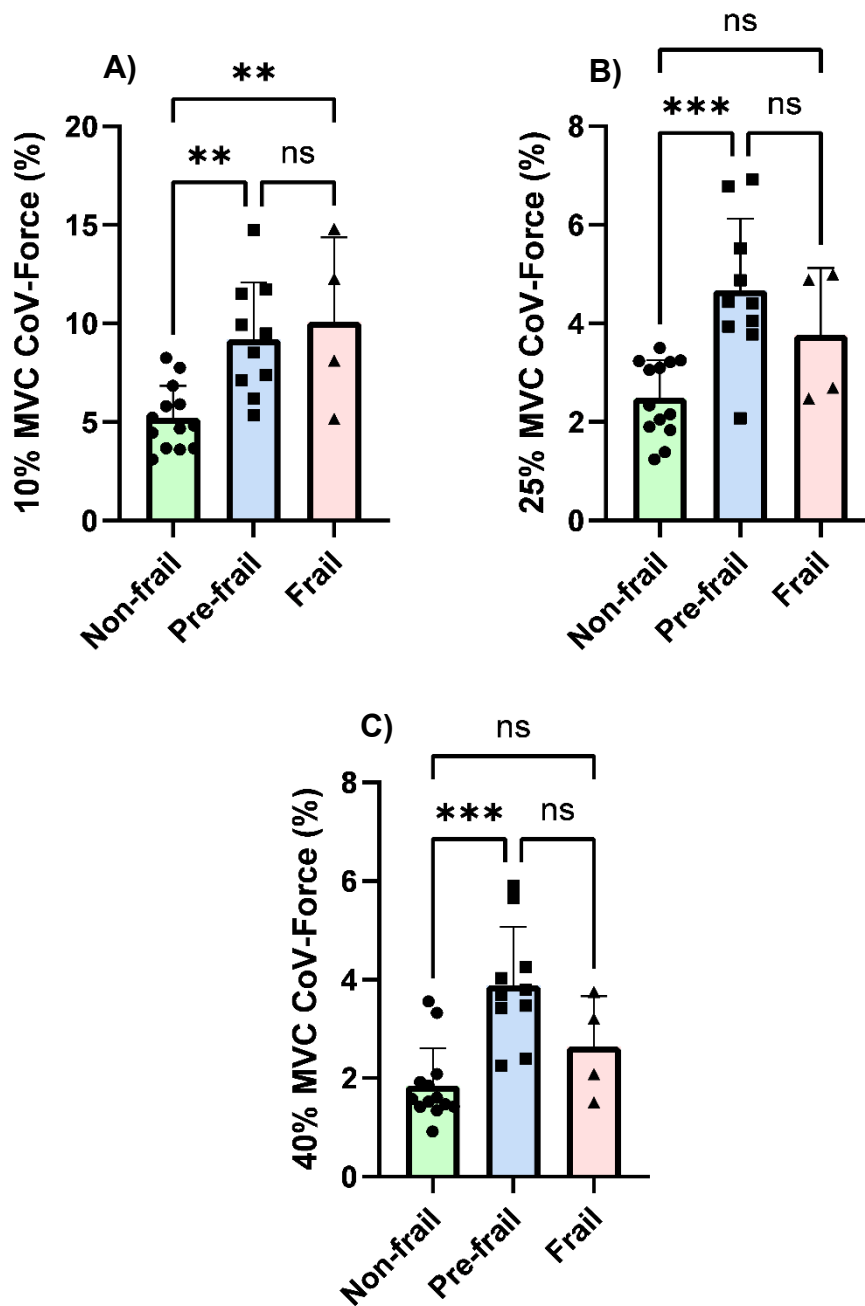 A)
10% MVC CoV-Force (%)
20
15
10
5
0
**
**
ns
Non-frail
Pre-frail
Frail
B)
25% MVC CoV-Force (%)
8
6
4
2
0
ns
***
ns
Non-frail
Pre-frail
Frail
C)
40% MVC CoV-Force (%)
8
6
4
2
0
ns
***
ns
Non-frail
Pre-frail
Frail